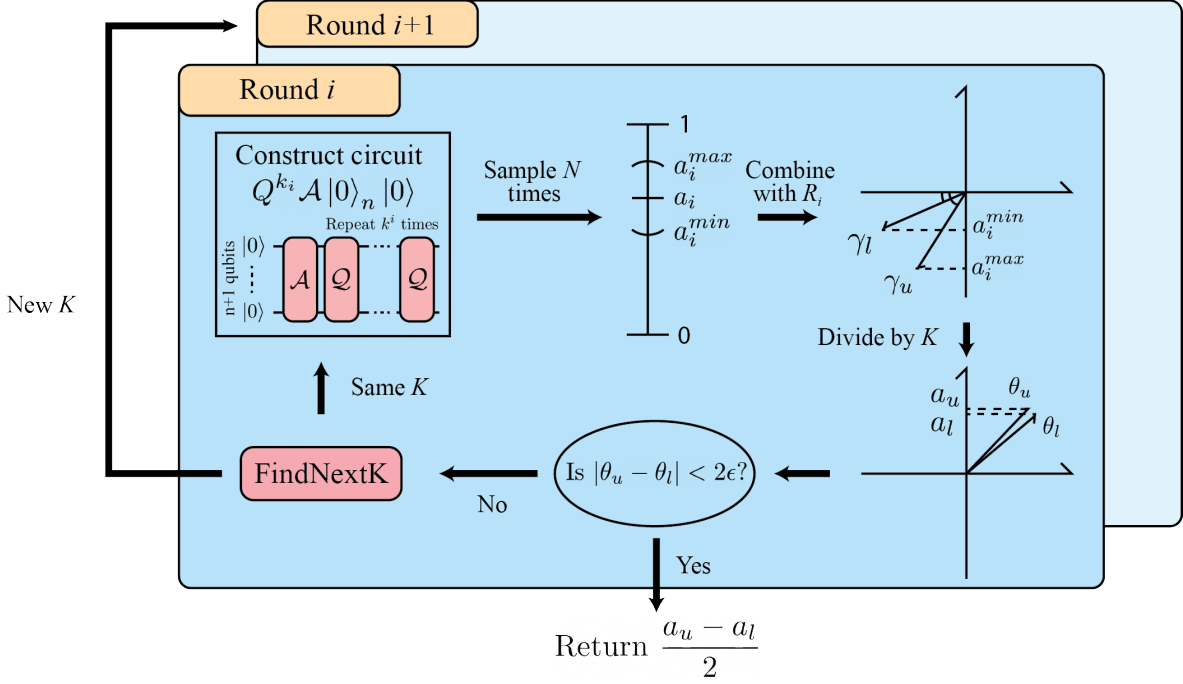 Round i+1
Round i
Construct circuit
Q^{k_i} 𝒜 |0⟩_n |0⟩
Repeat k^i times
n+1 qubits
|0⟩
|0⟩
𝒜
𝒬
𝒬
Sample N
times
1
a_i^{max}
a_i
a_i^{min}
0
Combine
with R_i
a_i^{min}
a_i^{max}
γ_l
γ_u
Divide by K
a_u
a_l
θ_u
θ_l
Is |θ_u − θ_l| < 2ϵ?
No
FindNextK
Same K
New K
Yes
Return \frac{a_u − a_l}{2}